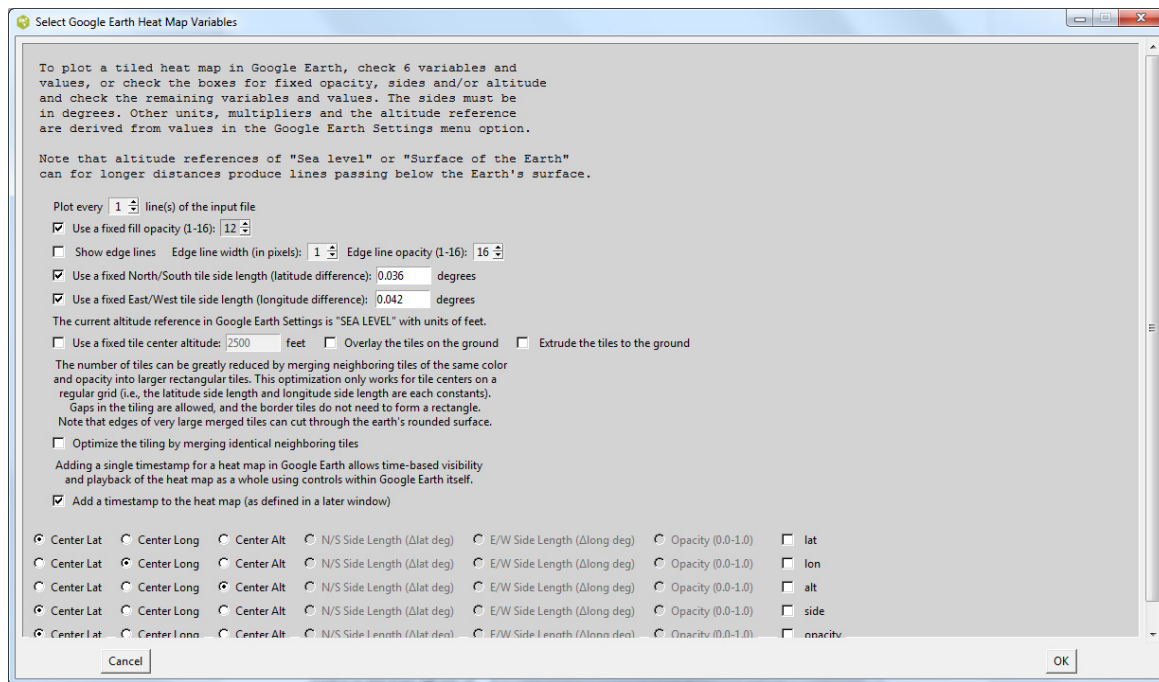 Select Google Earth Heat Map Variables
To plot a tiled heat map in Google Earth, check 6 variables and
values, or check the boxes for fixed opacity, sides and/or altitude
and check the remaining variables and values. The sides must be
in degrees. Other units, multipliers and the altitude reference
are derived from values in the Google Earth Settings menu option.
Note that altitude references of "Sea level" or "Surface of the Earth"
can for longer distances produce lines passing below the Earth's surface.
Plot every 1 line(s) of the input file
Use a fixed fill opacity (1-16): 12
Show edge lines Edge line width (in pixels): 1 Edge line opacity (1-16): 16
Use a fixed North/South tile side length (latitude difference): 0.036 degrees
Use a fixed East/West tile side length (longitude difference): 0.042 degrees
The current altitude reference in Google Earth Settings is "SEA LEVEL" with units of feet.
Use a fixed tile center altitude: 2500 feet Overlay the tiles on the ground Extrude the tiles to the ground
The number of tiles can be greatly reduced by merging neighboring tiles of the same color
and opacity into larger rectangular tiles. This optimization only works for tile centers on a
regular grid (i.e., the latitude side length and longitude side length are each constants).
Gaps in the tiling are allowed, and the border tiles do not need to form a rectangle.
Note that edges of very large merged tiles can cut through the earth's rounded surface.
Optimize the tiling by merging identical neighboring tiles
Adding a single timestamp for a heat map in Google Earth allows time-based visibility
and playback of the heat map as a whole using controls within Google Earth itself.
Add a timestamp to the heat map (as defined in a later window)
Center Lat Center Long Center Alt N/S Side Length (Δlat deg) E/W Side Length (Δlong deg) Opacity (0.0-1.0) lat
Center Lat Center Long Center Alt N/S Side Length (Δlat deg) E/W Side Length (Δlong deg) Opacity (0.0-1.0) lon
Center Lat Center Long Center Alt N/S Side Length (Δlat deg) E/W Side Length (Δlong deg) Opacity (0.0-1.0) alt
Center Lat Center Long Center Alt N/S Side Length (Δlat deg) E/W Side Length (Δlong deg) Opacity (0.0-1.0) side
Center Lat Center Long Center Alt N/S Side Length (Δlat deg) E/W Side Length (Δlong deg) Opacity (0.0-1.0) opacity
Cancel OK